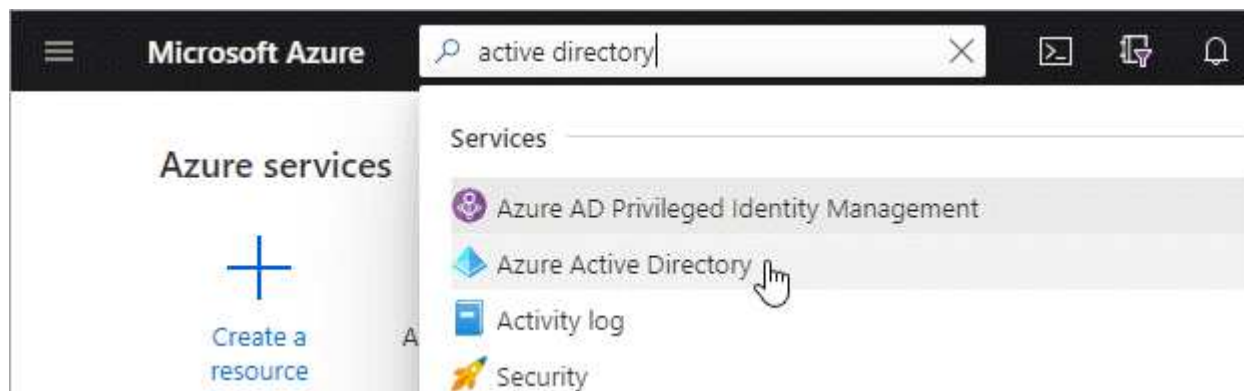 Microsoft Azure
active directory
Services
Azure services
Azure AD Privileged Identity Management
Azure Active Directory
Activity log
Create a
resource
A
Security